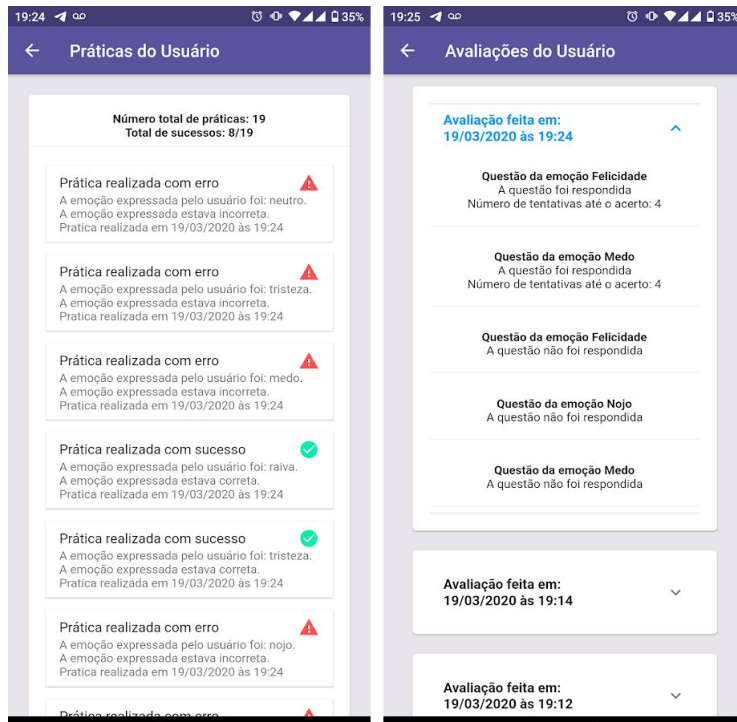 19:24
35%
Práticas do Usuário
Número total de práticas: 19
Total de sucessos: 8/19
Prática realizada com erro
A emoção expressada pelo usuário foi: neutro.
A emoção expressada estava incorreta.
Pratica realizada em 19/03/2020 às 19:24
Prática realizada com erro
A emoção expressada pelo usuário foi: tristeza.
A emoção expressada estava incorreta.
Pratica realizada em 19/03/2020 às 19:24
Prática realizada com erro
A emoção expressada pelo usuário foi: medo.
A emoção expressada estava incorreta.
Pratica realizada em 19/03/2020 às 19:24
Prática realizada com sucesso
A emoção expressada pelo usuário foi: raiva.
A emoção expressada estava correta.
Pratica realizada em 19/03/2020 às 19:24
Prática realizada com sucesso
A emoção expressada pelo usuário foi: tristeza.
A emoção expressada estava correta.
Pratica realizada em 19/03/2020 às 19:24
Prática realizada com erro
A emoção expressada pelo usuário foi: nojo.
A emoção expressada estava incorreta.
Pratica realizada em 19/03/2020 às 19:24
Prática realizada com erro
19:25
35%
Avaliações do Usuário
Avaliação feita em:
19/03/2020 às 19:24
Questão da emoção Felicidade
A questão foi respondida
Número de tentativas até o acerto: 4
Questão da emoção Medo
A questão foi respondida
Número de tentativas até o acerto: 4
Questão da emoção Felicidade
A questão não foi respondida
Questão da emoção Nojo
A questão não foi respondida
Questão da emoção Medo
A questão não foi respondida
Avaliação feita em:
19/03/2020 às 19:14
Avaliação feita em:
19/03/2020 às 19:12